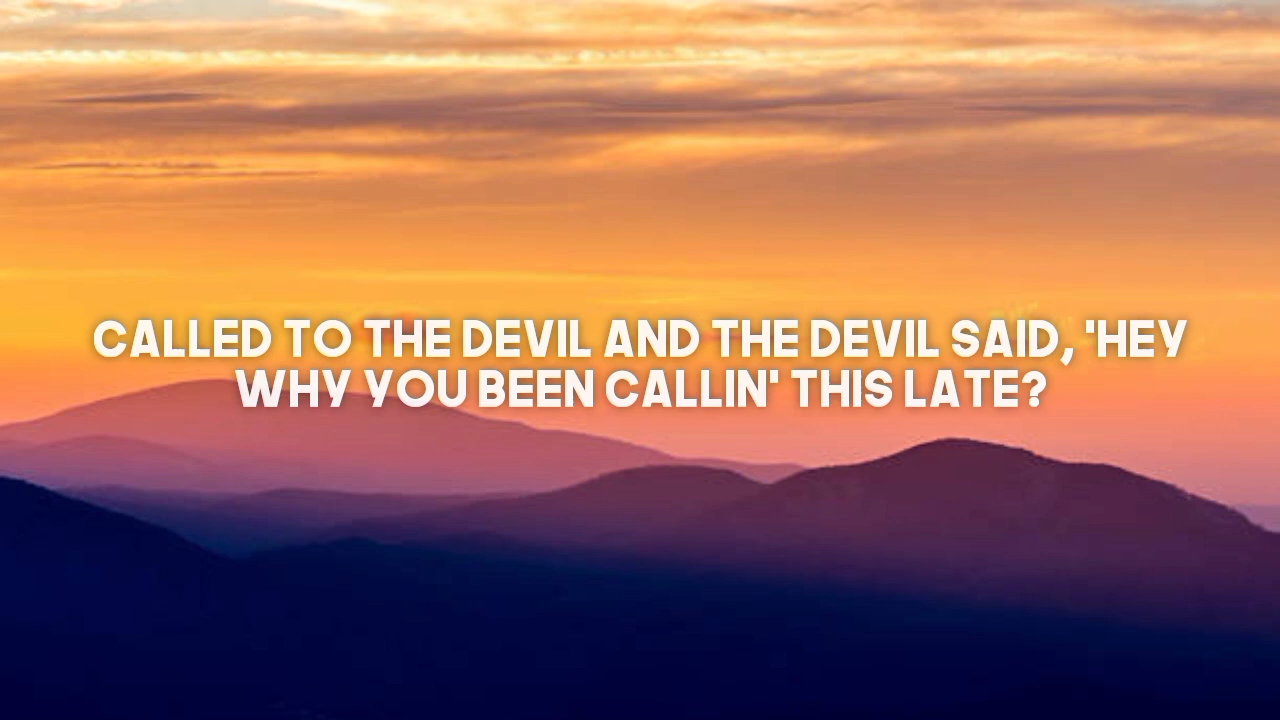 CALLED TO THE DEVIL AND THE DEVIL SAID, 'HEY
WHY YOU BEEN CALLIN' THIS LATE?